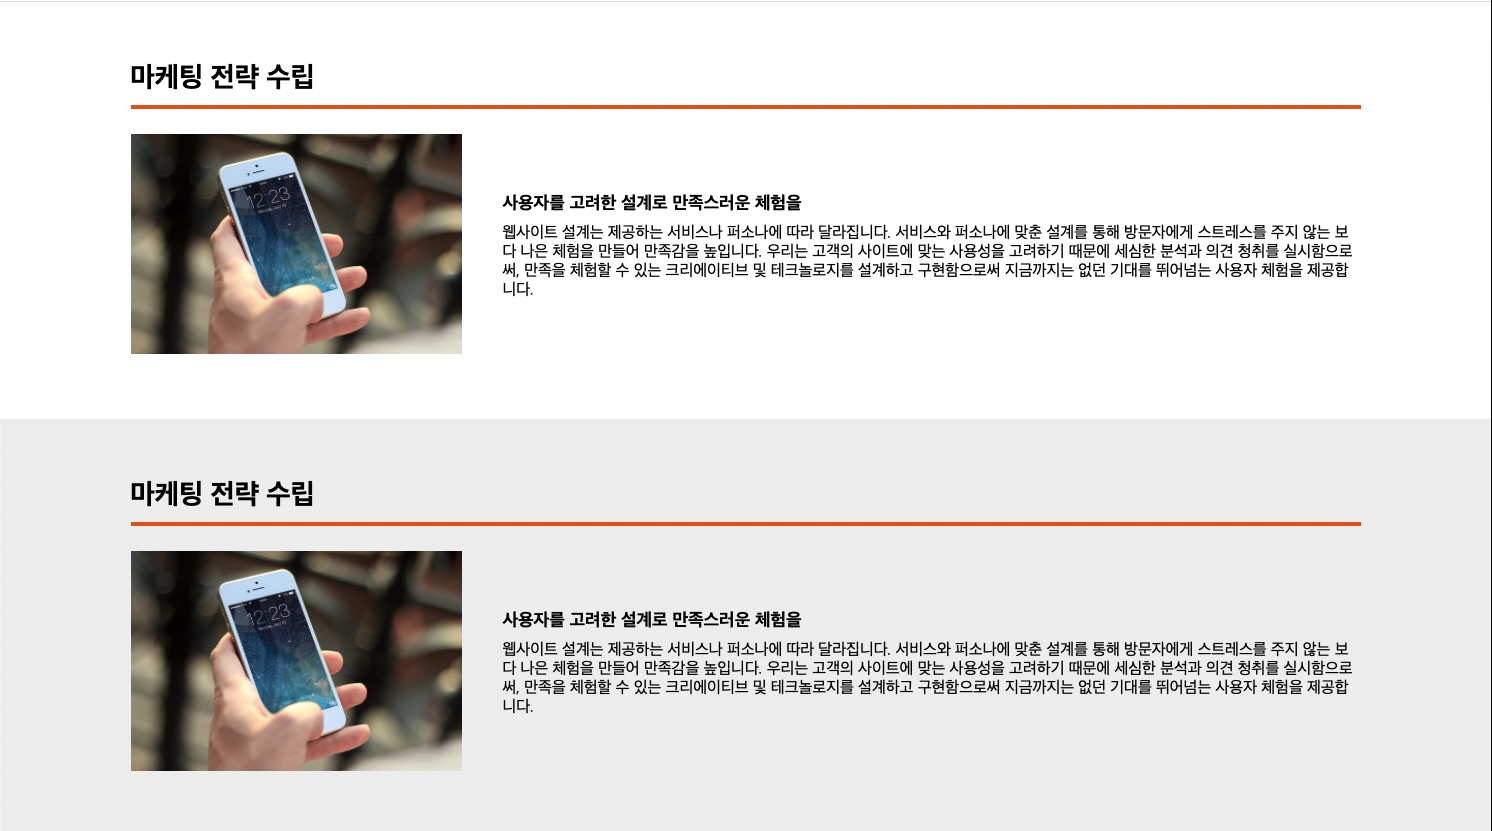 마케팅 전략 수립
12:23
사용자를 고려한 설계로 만족스러운 체험을
웹사이트 설계는 제공하는 서비스나 퍼소나에 따라 달라집니다. 서비스와 퍼소나에 맞춘 설계를 통해 방문자에게 스트레스를 주지 않는 보
다 나은 체험을 만들어 만족감을 높입니다. 우리는 고객의 사이트에 맞는 사용성을 고려하기 때문에 세심한 분석과 의견 청취를 실시함으로
써, 만족을 체험할 수 있는 크리에이티브 및 테크놀로지를 설계하고 구현함으로써 지금까지는 없던 기대를 뛰어넘는 사용자 체험을 제공합
니다.
마케팅 전략 수립
12:23
사용자를 고려한 설계로 만족스러운 체험을
웹사이트 설계는 제공하는 서비스나 퍼소나에 따라 달라집니다. 서비스와 퍼소나에 맞춘 설계를 통해 방문자에게 스트레스를 주지 않는 보
다 나은 체험을 만들어 만족감을 높입니다. 우리는 고객의 사이트에 맞는 사용성을 고려하기 때문에 세심한 분석과 의견 청취를 실시함으로
써, 만족을 체험할 수 있는 크리에이티브 및 테크놀로지를 설계하고 구현함으로써 지금까지는 없던 기대를 뛰어넘는 사용자 체험을 제공합
니다.